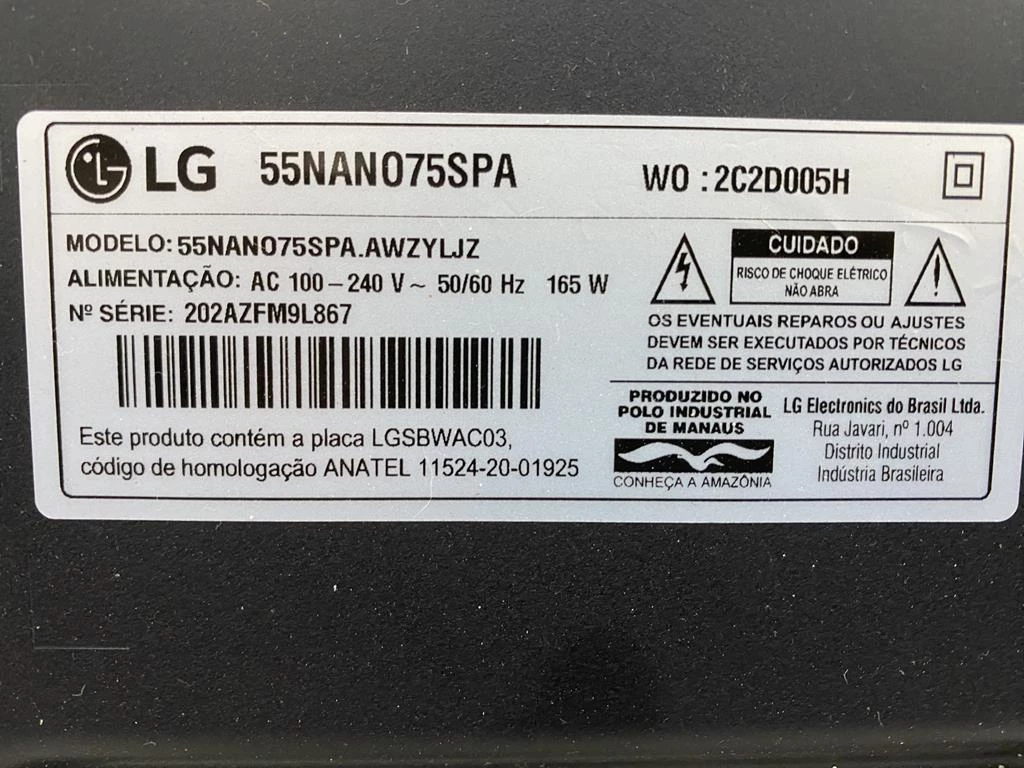 LG 55NANO75SPA WO : 2C2D005H
MODELO: 55NANO75SPA.AWZYLJZ
ALIMENTAÇÃO: AC 100 – 240 V ~ 50/60 Hz 165 W
Nº SÉRIE: 202AZFM9L867
Este produto contém a placa LGSBWAC03,
código de homologação ANATEL 11524-20-01925
CUIDADO
RISCO DE CHOQUE ELÉTRICO
NÃO ABRA
OS EVENTUAIS REPAROS OU AJUSTES
DEVEM SER EXECUTADOS POR TÉCNICOS
DA REDE DE SERVIÇOS AUTORIZADOS LG
PRODUZIDO NO
POLO INDUSTRIAL
DE MANAUS
CONHEÇA A AMAZÔNIA
LG Electronics do Brasil Ltda.
Rua Javari, nº 1.004
Distrito Industrial
Indústria Brasileira